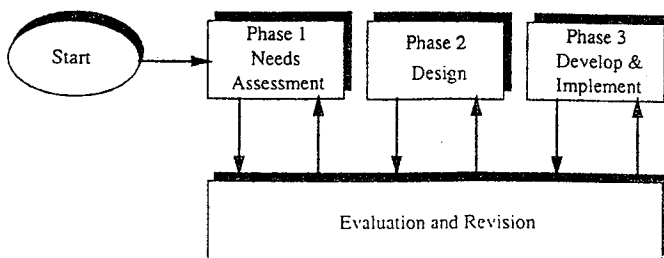 Start
Phase 1
Needs
Assessment
Phase 2
Design
Phase 3
Develop &
Implement
Evaluation and Revision